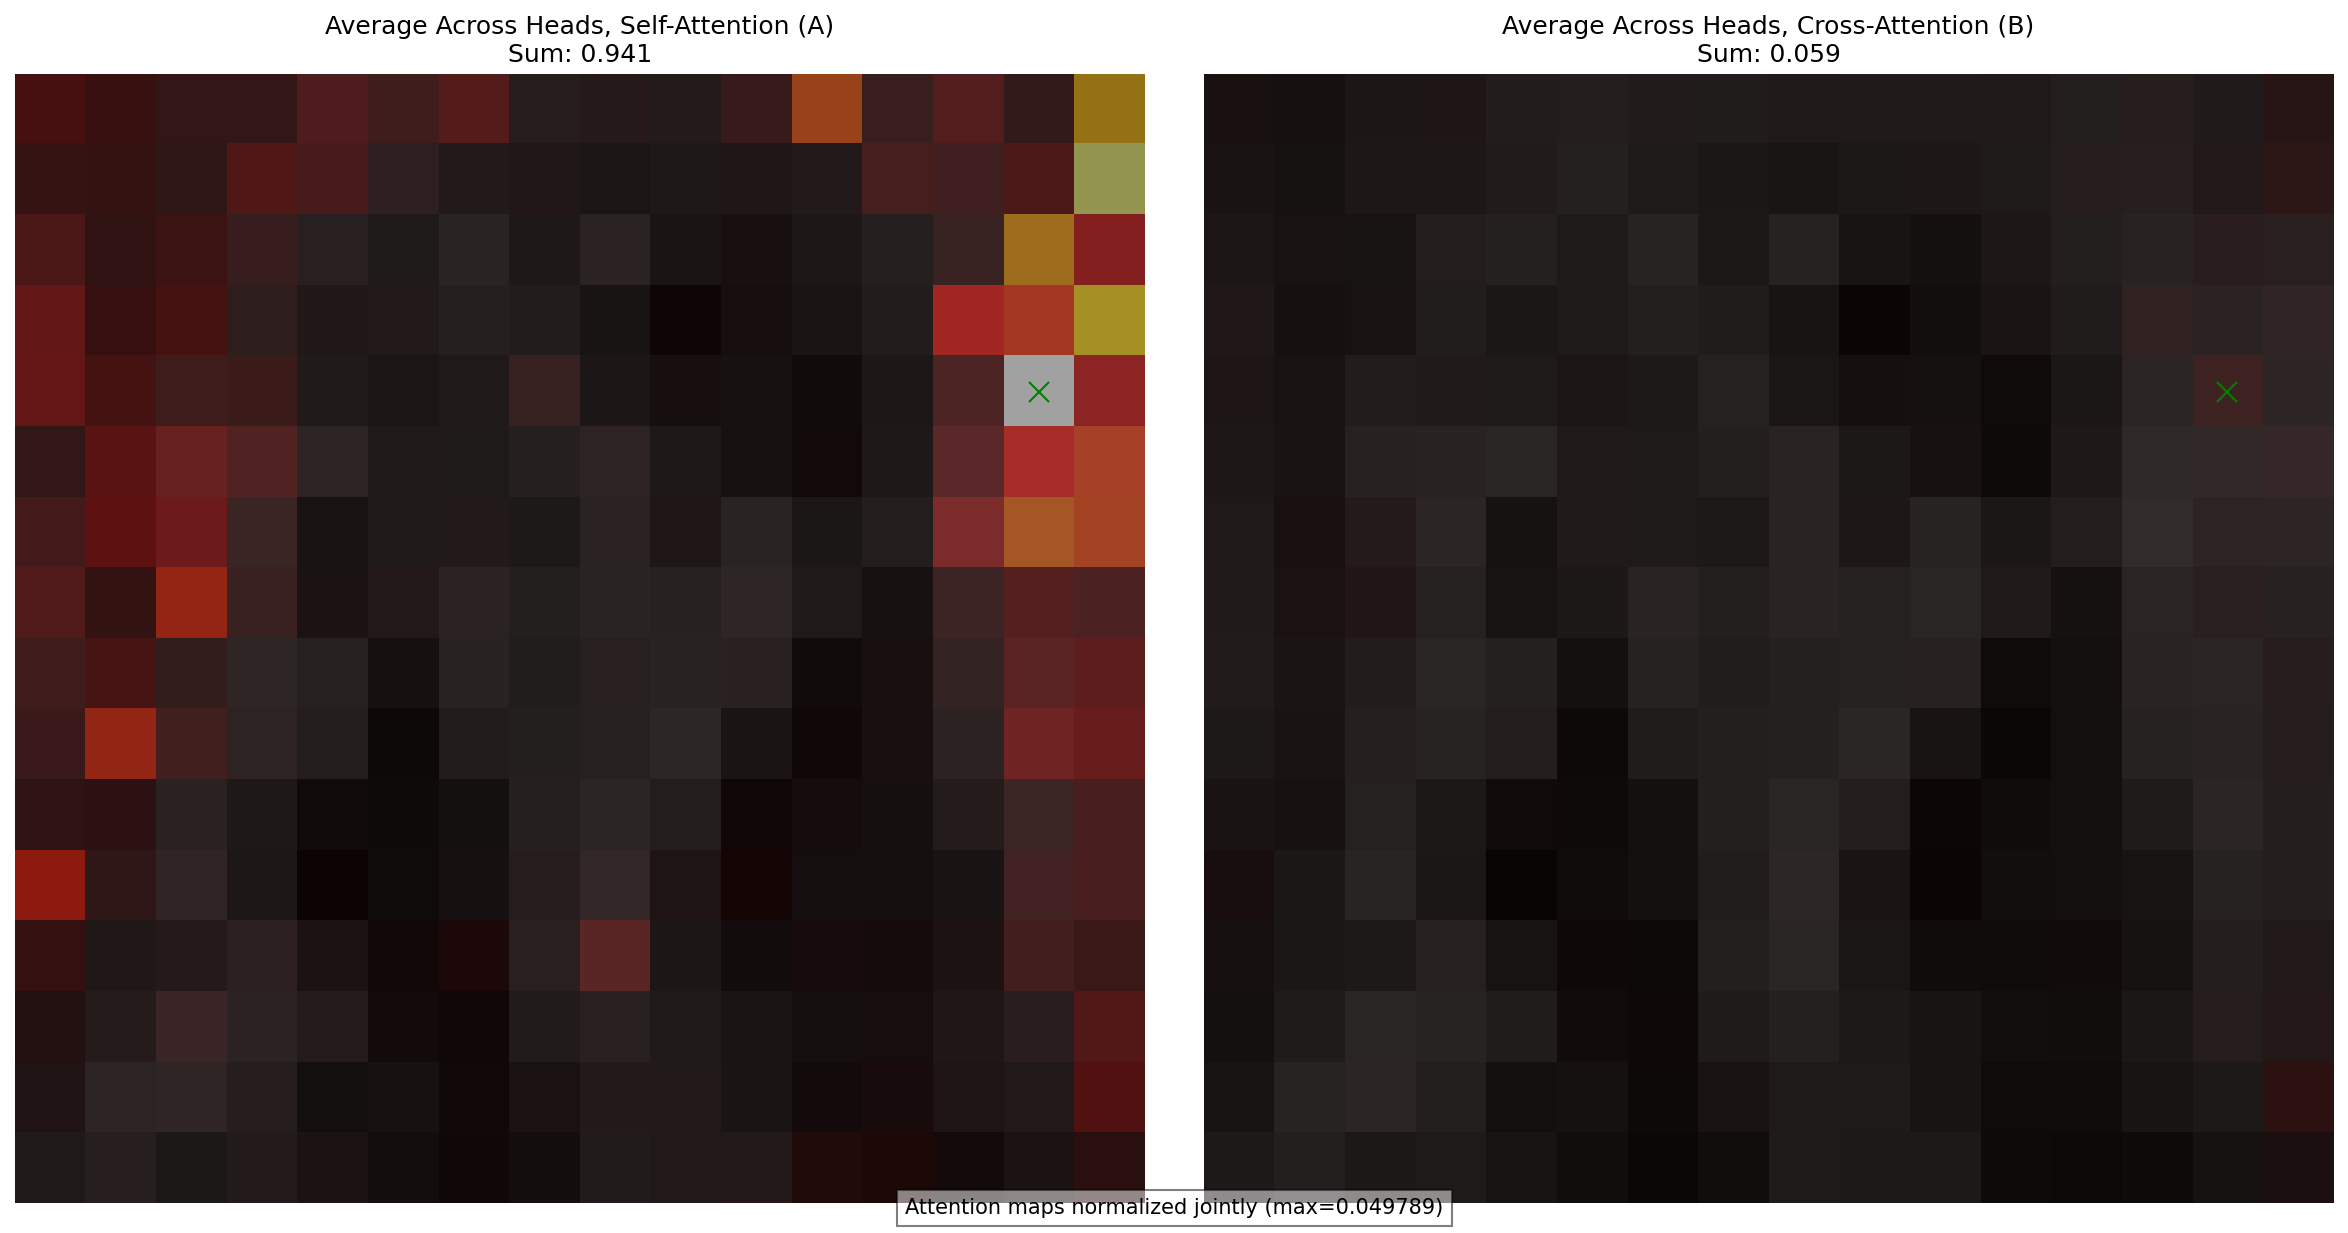 Average Across Heads, Self-Attention (A)
Sum: 0.941
Average Across Heads, Cross-Attention (B)
Sum: 0.059
Attention maps normalized jointly (max=0.049789)